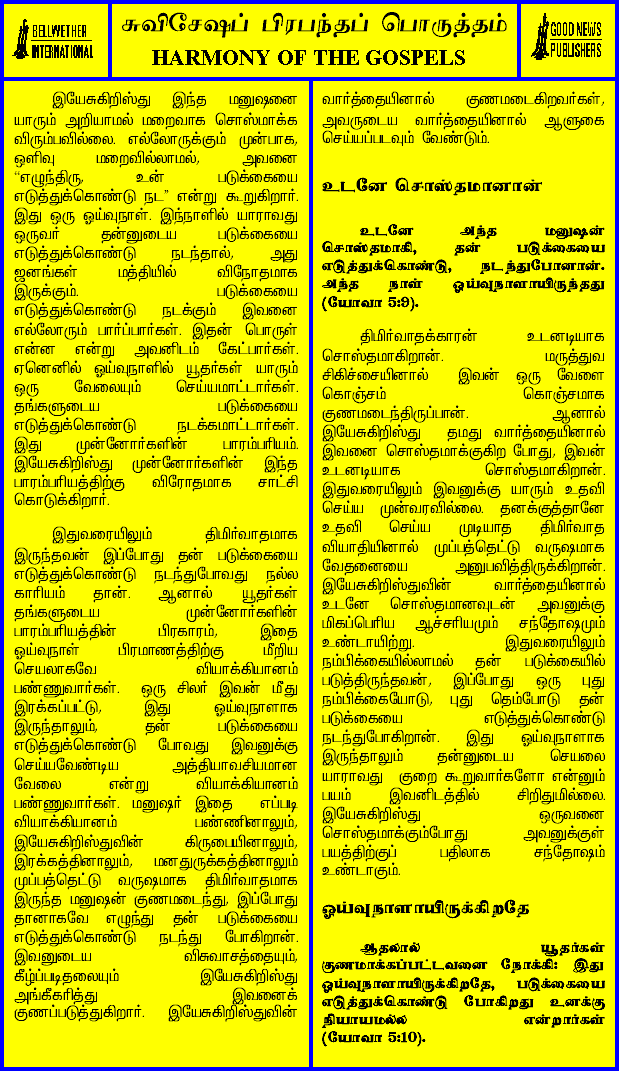 BELLWETHER
INTERNATIONAL
சுவிசேஷப் பிரபந்தப் பொருத்தம்
HARMONY OF THE GOSPELS
GOOD NEWS
PUBLISHERS
இயேசுகிறிஸ்து இந்த மனுஷனை
யாரும் அறியாமல் மறைவாக சொஸ்மாக்க
விரும்பவில்லை. எல்லோருக்கும் முன்பாக,
ஒளிவு மறைவில்லாமல், அவனை
“எழுந்திரு, உன் படுக்கையை
எடுத்துக்கொண்டு நட” என்று கூறுகிறார்.
இது ஒரு ஓய்வுநாள். இந்நாளில் யாராவது
ஒருவர் தன்னுடைய படுக்கையை
எடுத்துக்கொண்டு நடந்தால், அது
ஜனங்கள் மத்தியில் விநோதமாக
இருக்கும். படுக்கையை
எடுத்துக்கொண்டு நடக்கும் இவனை
எல்லோரும் பார்ப்பார்கள். இதன் பொருள்
என்ன என்று அவனிடம் கேட்பார்கள்.
ஏனெனில் ஓய்வுநாளில் யூதர்கள் யாரும்
ஒரு வேலையும் செய்யமாட்டார்கள்.
தங்களுடைய படுக்கையை
எடுத்துக்கொண்டு நடக்கமாட்டார்கள்.
இது முன்னோர்களின் பாரம்பரியம்.
இயேசுகிறிஸ்து முன்னோர்களின் இந்த
பாரம்பரியத்திற்கு விரோதமாக சாட்சி
கொடுக்கிறார்.
இதுவரையிலும் திமிர்வாதமாக
இருந்தவன் இப்போது தன் படுக்கையை
எடுத்துக்கொண்டு நடந்துபோவது நல்ல
காரியம் தான். ஆனால் யூதர்கள்
தங்களுடைய முன்னோர்களின்
பாரம்பரியத்தின் பிரகாரம், இதை
ஓய்வுநாள் பிரமாணத்திற்கு மீறிய
செயலாகவே வியாக்கியானம்
பண்ணுவார்கள். ஒரு சிலர் இவன் மீது
இரக்கப்பட்டு, இது ஓய்வுநாளாக
இருந்தாலும், தன் படுக்கையை
எடுத்துக்கொண்டு போவது இவனுக்கு
செய்யவேண்டிய அத்தியாவசியமான
வேலை என்று வியாக்கியானம்
பண்ணுவார்கள். மனுஷர் இதை எப்படி
வியாக்கியானம் பண்ணினாலும்,
இயேசுகிறிஸ்துவின் கிருபையினாலும்,
இரக்கத்தினாலும், மனதுருக்கத்தினாலும்
முப்பத்தெட்டு வருஷமாக திமிர்வாதமாக
இருந்த மனுஷன் குணமடைந்து, இப்போது
தானாகவே எழுந்து தன் படுக்கையை
எடுத்துக்கொண்டு நடந்து போகிறான்.
இவனுடைய விசுவாசத்தையும்,
கீழ்ப்படிதலையும் இயேசுகிறிஸ்து
அங்கீகரித்து இவனைக்
குணப்படுத்துகிறார். இயேசுகிறிஸ்துவின்
வார்த்தையினால் குணமடைகிறவர்கள்,
அவருடைய வார்த்தையினால் ஆளுகை
செய்யப்படவும் வேண்டும்.
உடனே சொஸ்தமானான்
உடனே அந்த மனுஷன்
சொஸ்தமாகி, தன் படுக்கையை
எடுத்துக்கொண்டு, நடந்துபோனான்.
அந்த நாள் ஓய்வுநாளாயிருந்தது
(யோவா 5:9).
திமிர்வாதக்காரன் உடனடியாக
சொஸ்தமாகிறான். மருத்துவ
சிகிச்சையினால் இவன் ஒரு வேளை
கொஞ்சம் கொஞ்சமாக
குணமடைந்திருப்பான். ஆனால்
இயேசுகிறிஸ்து தமது வார்த்தையினால்
இவனை சொஸ்தமாக்குகிற போது, இவன்
உடனடியாக சொஸ்தமாகிறான்.
இதுவரையிலும் இவனுக்கு யாரும் உதவி
செய்ய முன்வரவில்லை. தனக்குத்தானே
உதவி செய்ய முடியாத திமிர்வாத
வியாதியினால் முப்பத்தெட்டு வருஷமாக
வேதனையை அனுபவித்திருக்கிறான்.
இயேசுகிறிஸ்துவின் வார்த்தையினால்
உடனே சொஸ்தமானவுடன் அவனுக்கு
மிகப்பெரிய ஆச்சரியமும் சந்தோஷமும்
உண்டாயிற்று. இதுவரையிலும்
நம்பிக்கையில்லாமல் தன் படுக்கையில்
படுத்திருந்தவன், இப்போது ஒரு புது
நம்பிக்கையோடு, புது தெம்போடு தன்
படுக்கையை எடுத்துக்கொண்டு
நடந்துபோகிறான். இது ஓய்வுநாளாக
இருந்தாலும் தன்னுடைய செயலை
யாராவது குறை கூறுவார்களோ என்னும்
பயம் இவனிடத்தில் சிறிதுமில்லை.
இயேசுகிறிஸ்து ஒருவனை
சொஸ்தமாக்கும்போது அவனுக்குள்
பயத்திற்குப் பதிலாக சந்தோஷம்
உண்டாகும்.
ஓய்வுநாளாயிருக்கிறதே
ஆதலால் யூதர்கள்
குணமாக்கப்பட்டவனை நோக்கி: இது
ஓய்வுநாளாயிருக்கிறதே, படுக்கையை
எடுத்துக்கொண்டு போகிறது உனக்கு
நியாயமல்ல என்றார்கள்
(யோவா 5:10).